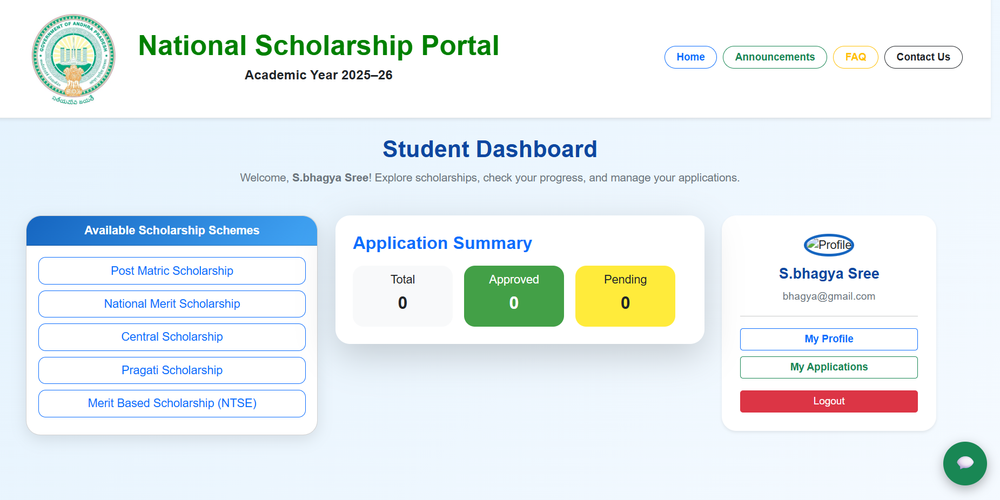 GOVERNMENT OF ANDHRA PRADESH
సత్యమేవ జయతే
National Scholarship Portal
Academic Year 2025–26
Home
Announcements
FAQ
Contact Us
Student Dashboard
Welcome, S.bhagya Sree! Explore scholarships, check your progress, and manage your applications.
Available Scholarship Schemes
Post Matric Scholarship
National Merit Scholarship
Central Scholarship
Pragati Scholarship
Merit Based Scholarship (NTSE)
Application Summary
Total
0
Approved
0
Pending
0
Profile
S.bhagya Sree
bhagya@gmail.com
My Profile
My Applications
Logout